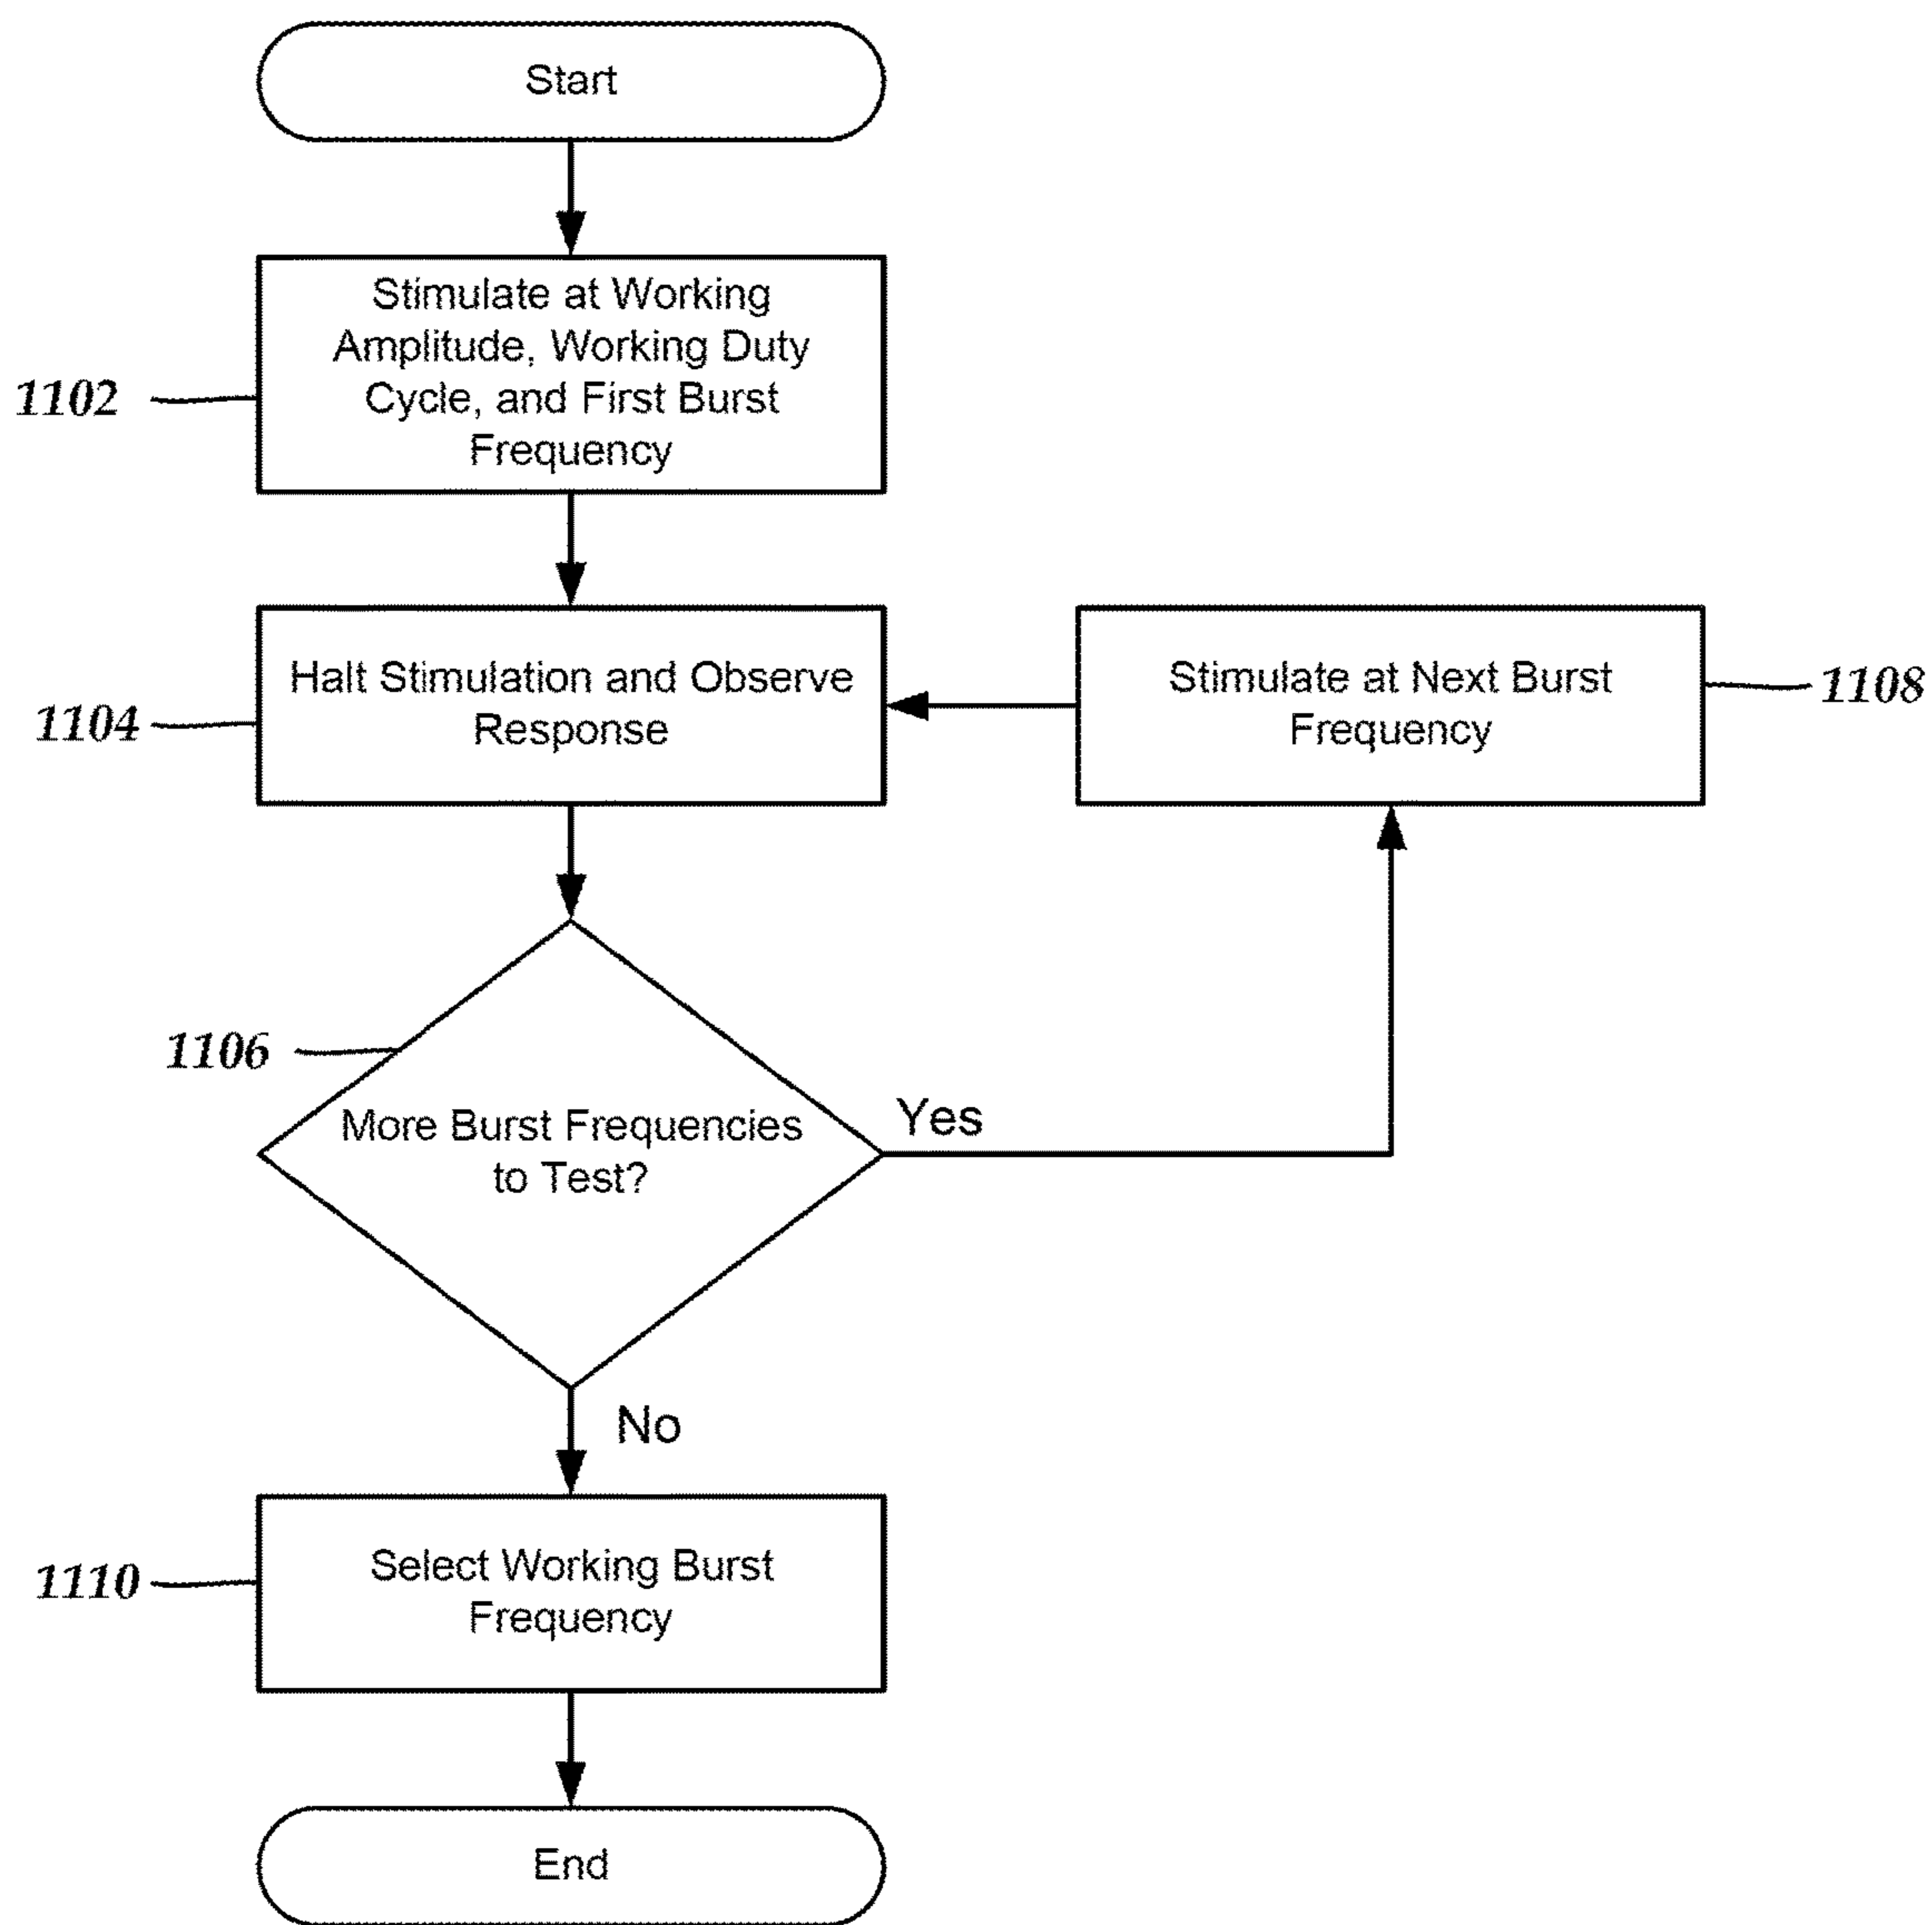 Start
Stimulate at Working
Amplitude, Working Duty
Cycle, and First Burst
Frequency
1102
Halt Stimulation and Observe
Response
1104
Stimulate at Next Burst
Frequency
1108
1106
More Burst Frequencies
to Test?
Yes
No
Select Working Burst
Frequency
1110
End